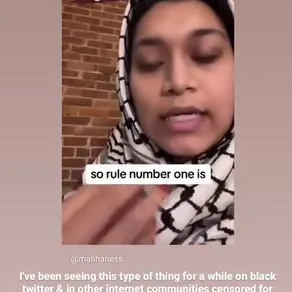 so rule number one is
@malihaness
I've been seeing this type of thing for a while on black
twitter & in other internet communities censored for